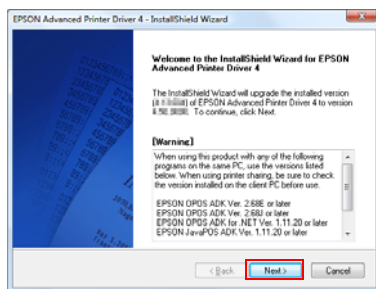 EPSON Advanced Printer Driver 4 - InstallShield Wizard
Welcome to the InstallShield Wizard for EPSON
Advanced Printer Driver 4
The InstallShield Wizard will upgrade the installed version
of EPSON Advanced Printer Driver 4 to version
To continue, click Next.
[Warning]
When using this product with any of the following
programs on the same PC, use the versions listed
below. When using printer sharing, be sure to check
the version installed on the client PC before use.
EPSON OPOS ADK Ver. 2.68E or later
EPSON OPOS ADK Ver. 2.68J or later
EPSON OPOS ADK for .NET Ver. 1.11.20 or later
EPSON JavaPOS ADK Ver. 1.11.20 or later
< Back
Next >
Cancel